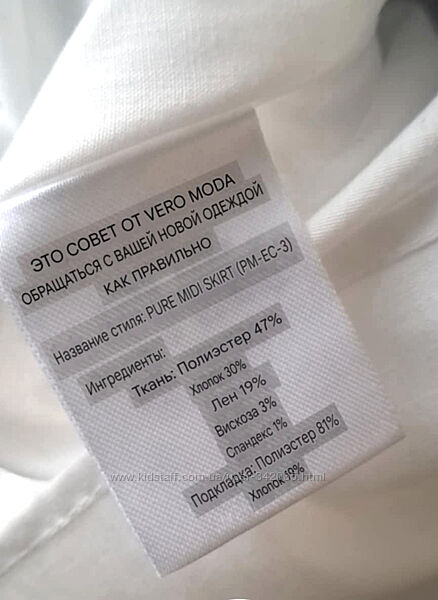 ЭТО СОВЕТ ОТ VERO MODA
ОБРАЩАТЬСЯ С ВАШЕЙ НОВОЙ ОДЕЖДОЙ
КАК ПРАВИЛЬНО
Название стиля: PURE MIDI SKIRT (PM-EC-3)
Ингредиенты:
Ткань: Полиэстер 47%
Хлопок 30%
Лен 19%
Вискоза 3%
Спандекс 1%
Подкладка: Полиэстер 81%
Хлопок 19%